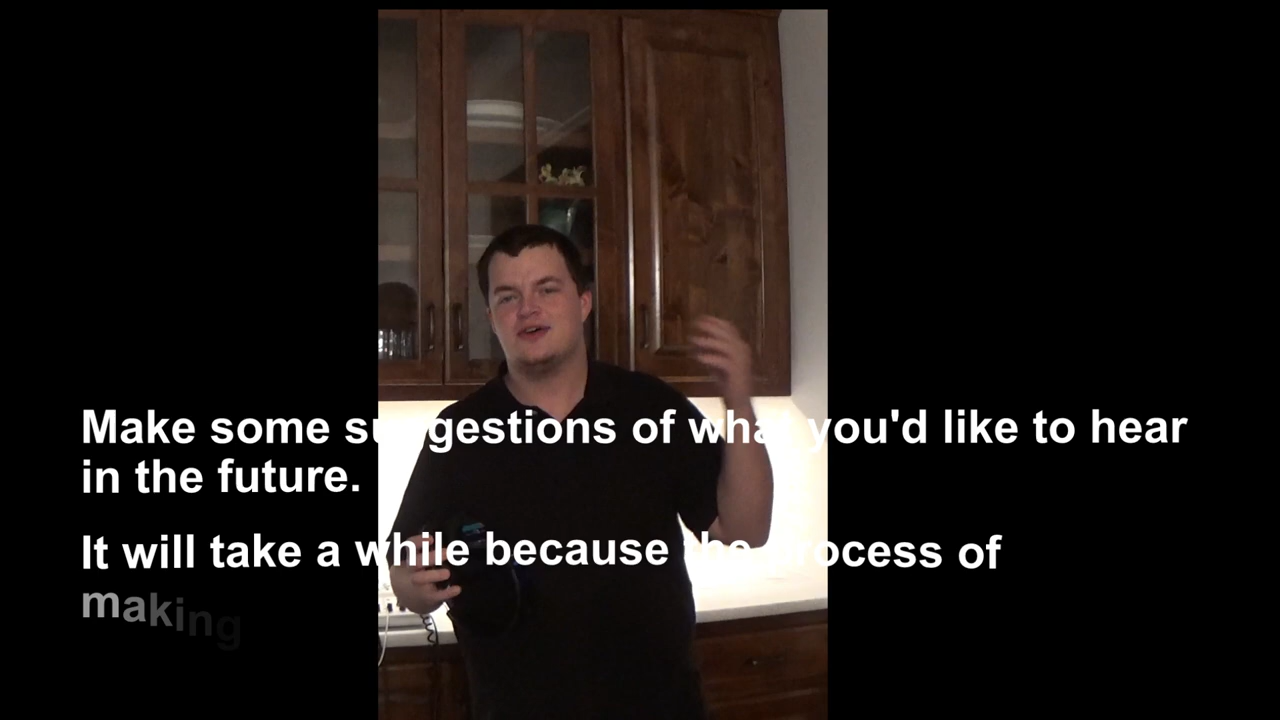 Make some suggestions of what you'd like to hear
in the future.
It will take a while because the process of
making